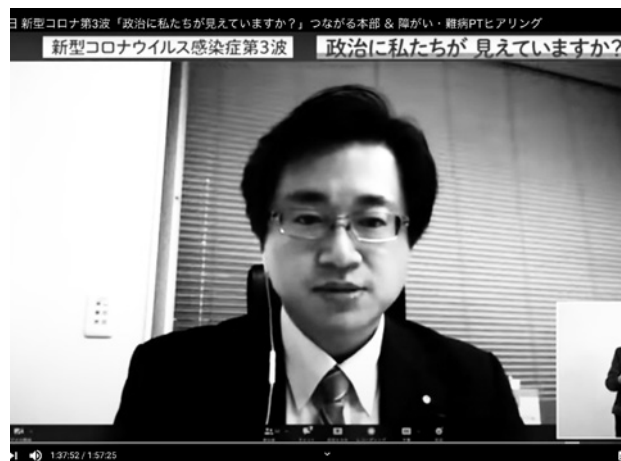 日 新型コロナ第3波「政治に私たちが見えていますか？」つながる本部 & 障がい・難病PTヒアリング
新型コロナウイルス感染症第3波
政治に私たちが 見えていますか?
1:37:52 / 1:57:25